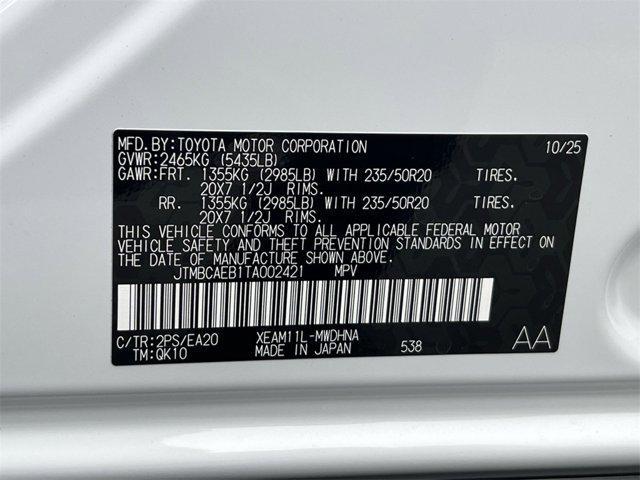 MFD.BY:TOYOTA MOTOR CORPORATION 10/25
GVWR:2465KG (5435LB)
GAWR:FRT. 1355KG (2985LB) WITH 235/50R20 TIRES.
20X7 1/2J RIMS.
RR. 1355KG (2985LB) WITH 235/50R20 TIRES.
20X7 1/2J RIMS.
THIS VEHICLE CONFORMS TO ALL APPLICABLE FEDERAL MOTOR
VEHICLE SAFETY AND THEFT PREVENTION STANDARDS IN EFFECT ON
THE DATE OF MANUFACTURE SHOWN ABOVE.
JTMBCAEB1TA002421 MPV
C/TR:2PS/EA20 XEAM11L-MWDHNA
TM:QK10 MADE IN JAPAN 538 AA